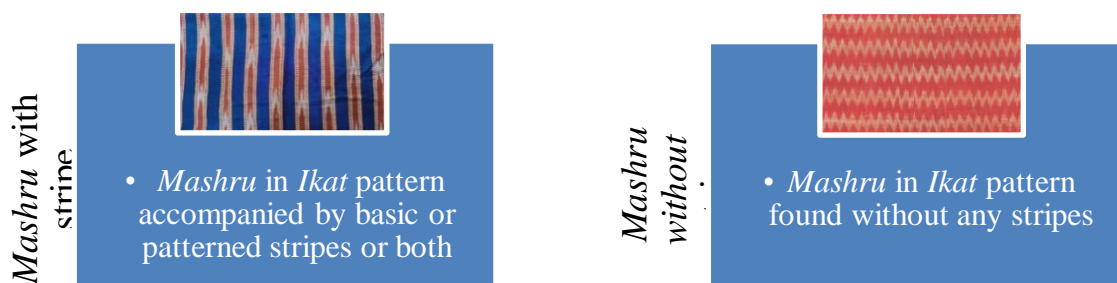 Mashru with
stripe
• Mashru in Ikat pattern
accompanied by basic or
patterned stripes or both
Mashru
without
• Mashru in Ikat pattern
found without any stripes